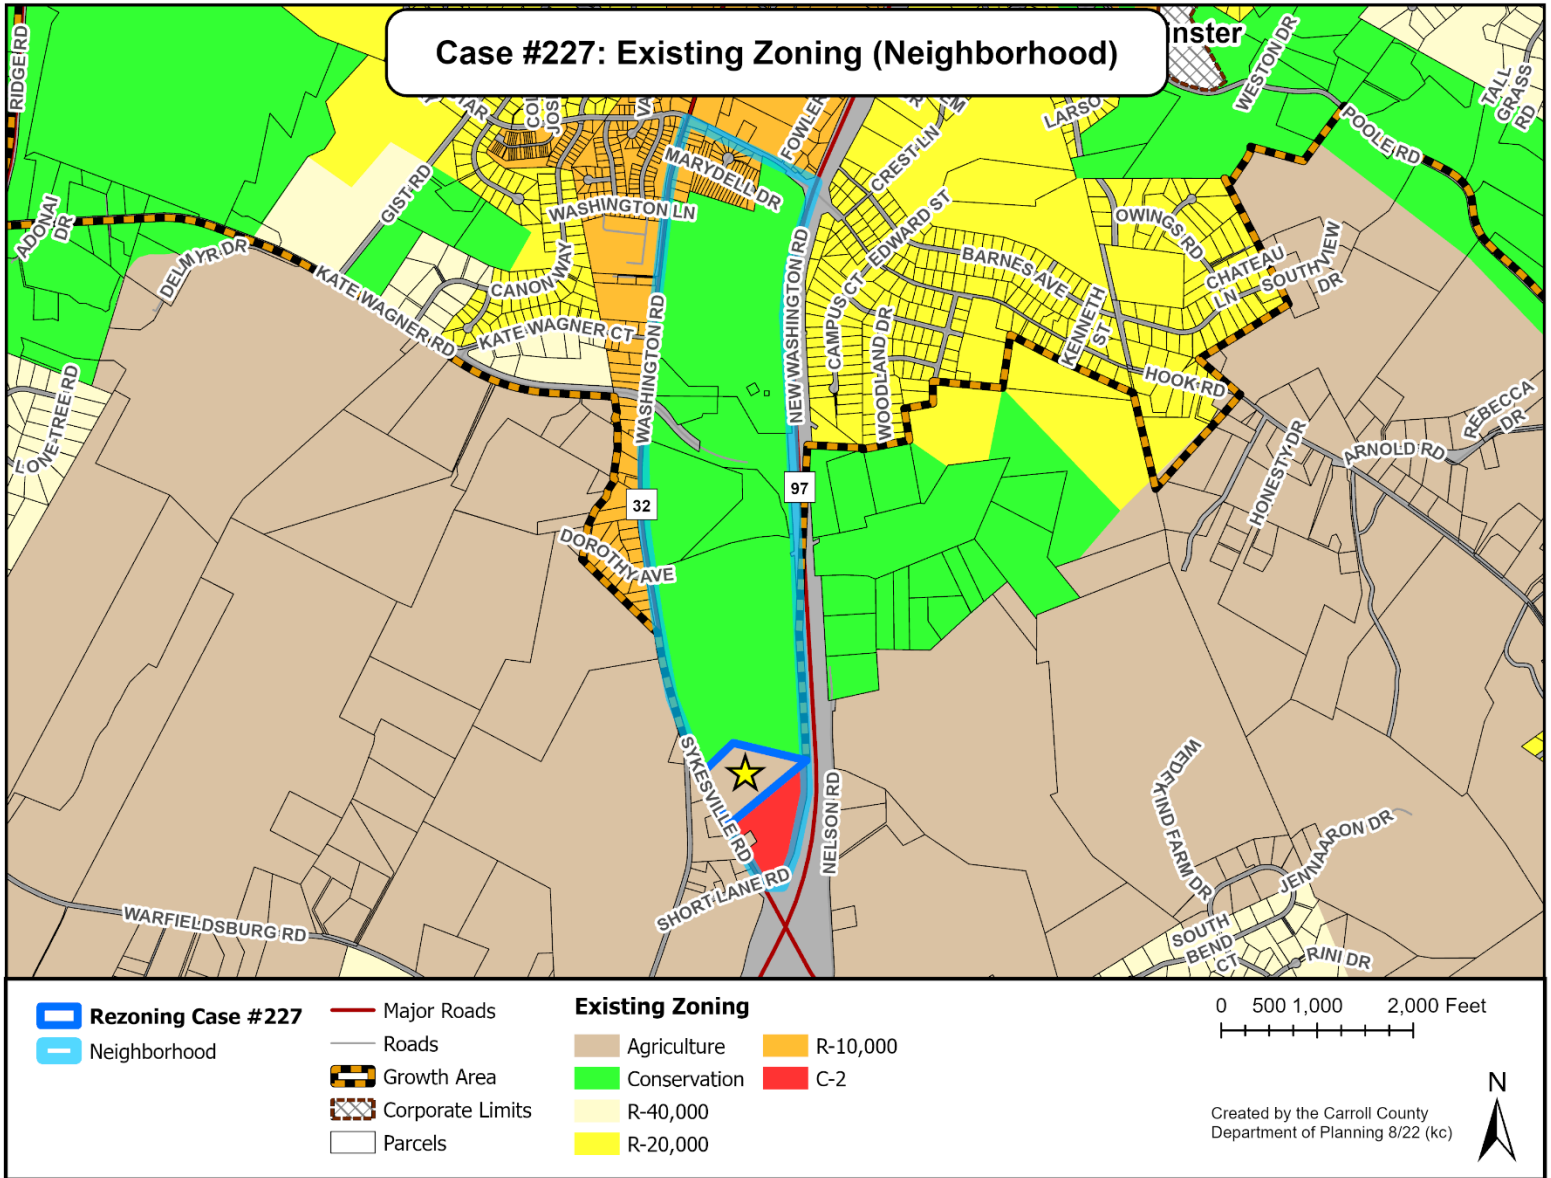 Case #227: Existing Zoning (Neighborhood)
nster
RIDGE RD
WESTON DR
TALL
GRASS
RD
POOLE RD
LARSO
CREST LN
FOWLER
MARYDELL DR
WASHINGTON LN
GIST RD
ADONAI
DR
DELMYR DR
KATE WAGNER RD
CANON WAY
KATE WAGNER CT
WASHINGTON RD
NEW WASHINGTON RD
EDWARD ST
CAMPUS CT
WOODLAND DR
BARNES AVE
OWINGS RD
CHATEAU
LN
SOUTH VIEW
DR
KENNETH
ST
HOOK RD
LONE TREE RD
HONESTY DR
ARNOLD RD
REBECCA
DR
97
32
DOROTHY AVE
SYKESVILLE RD
NELSON RD
SHORT LANE RD
WARFIELDSBURG RD
WEDEKIND FARM DR
JENNAARON DR
SOUTH
BEND
CT
RINI DR
Rezoning Case #227
Neighborhood
Major Roads
Roads
Growth Area
Corporate Limits
Parcels
Existing Zoning
Agriculture
Conservation
R-40,000
R-20,000
R-10,000
C-2
0 500 1,000 2,000 Feet
N
Created by the Carroll County
Department of Planning 8/22 (kc)